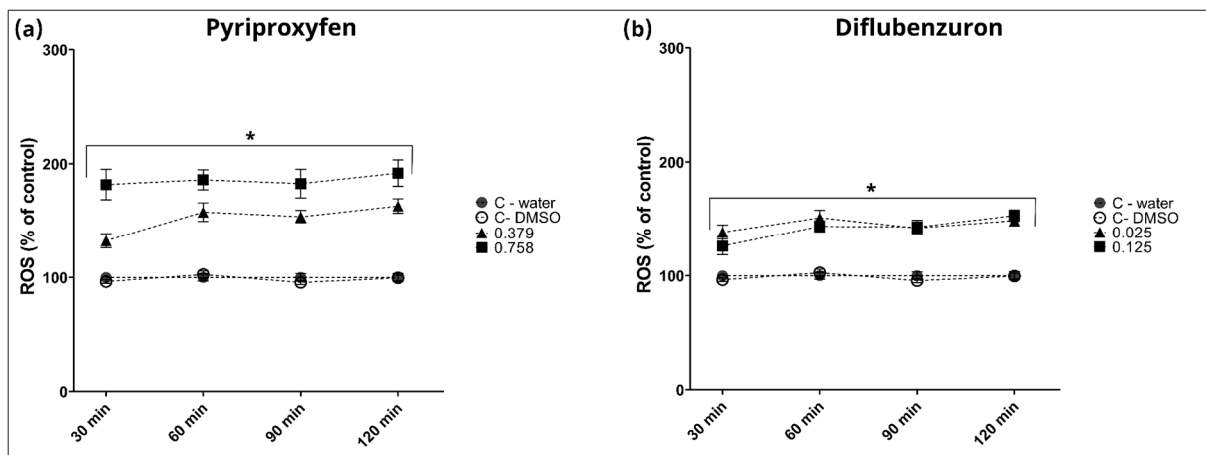 (a) Pyriproxyfen
300
200
100
0
ROS (% of control)
*
30 min
60 min
90 min
120 min
C - water
C- DMSO
0.379
0.758
(b) Diflubenzuron
300
200
100
0
ROS (% of control)
*
30 min
60 min
90 min
120 min
C - water
C- DMSO
0.025
0.125